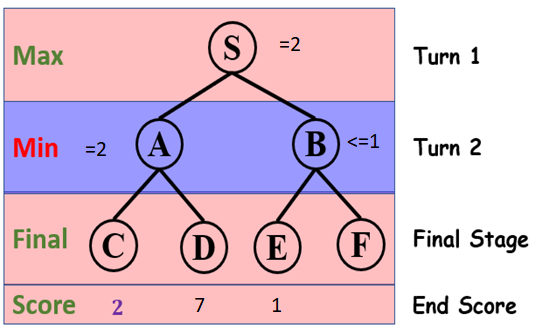 Max S =2 Turn 1
Min =2 A B <=1 Turn 2
Final C D E F Final Stage
Score 2 7 1 End Score